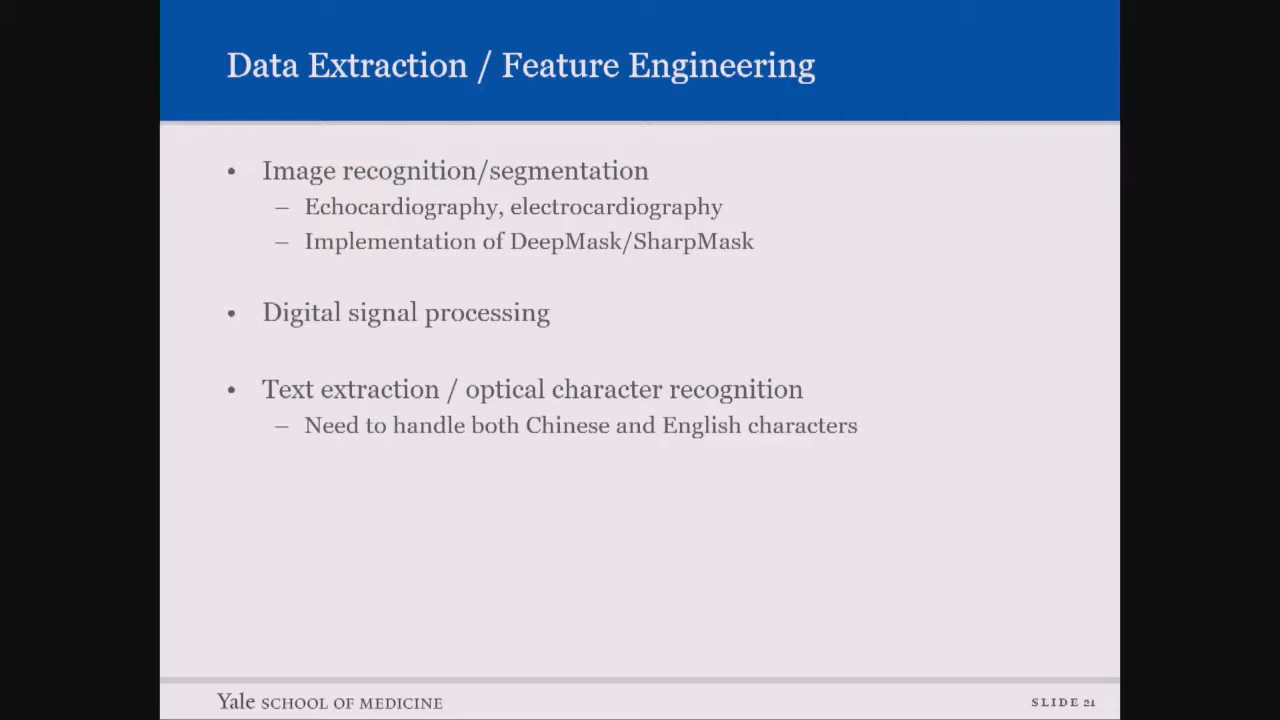 Data Extraction / Feature Engineering
• Image recognition/segmentation
– Echocardiography, electrocardiography
– Implementation of DeepMask/SharpMask
• Digital signal processing
• Text extraction / optical character recognition
– Need to handle both Chinese and English characters
Yale SCHOOL OF MEDICINE
SLIDE 21